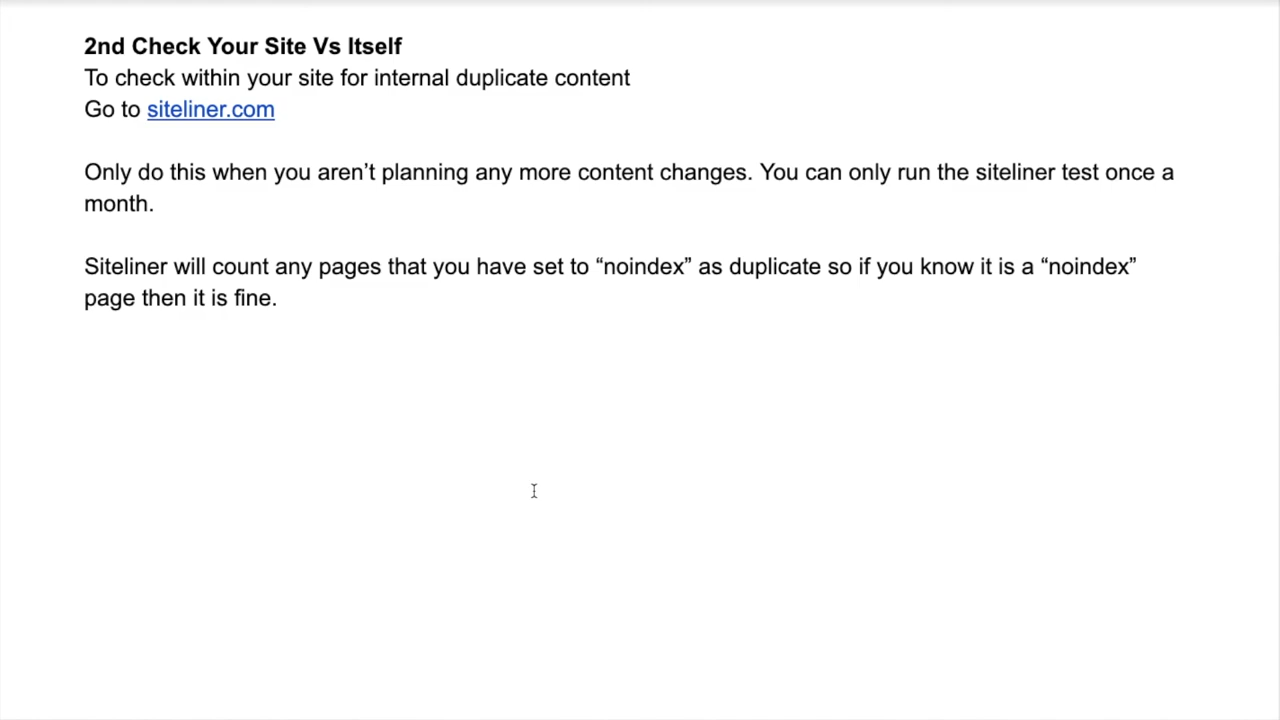 2nd Check Your Site Vs Itself
To check within your site for internal duplicate content
Go to siteliner.com
Only do this when you aren’t planning any more content changes. You can only run the siteliner test once a
month.
Siteliner will count any pages that you have set to “noindex” as duplicate so if you know it is a “noindex”
page then it is fine.